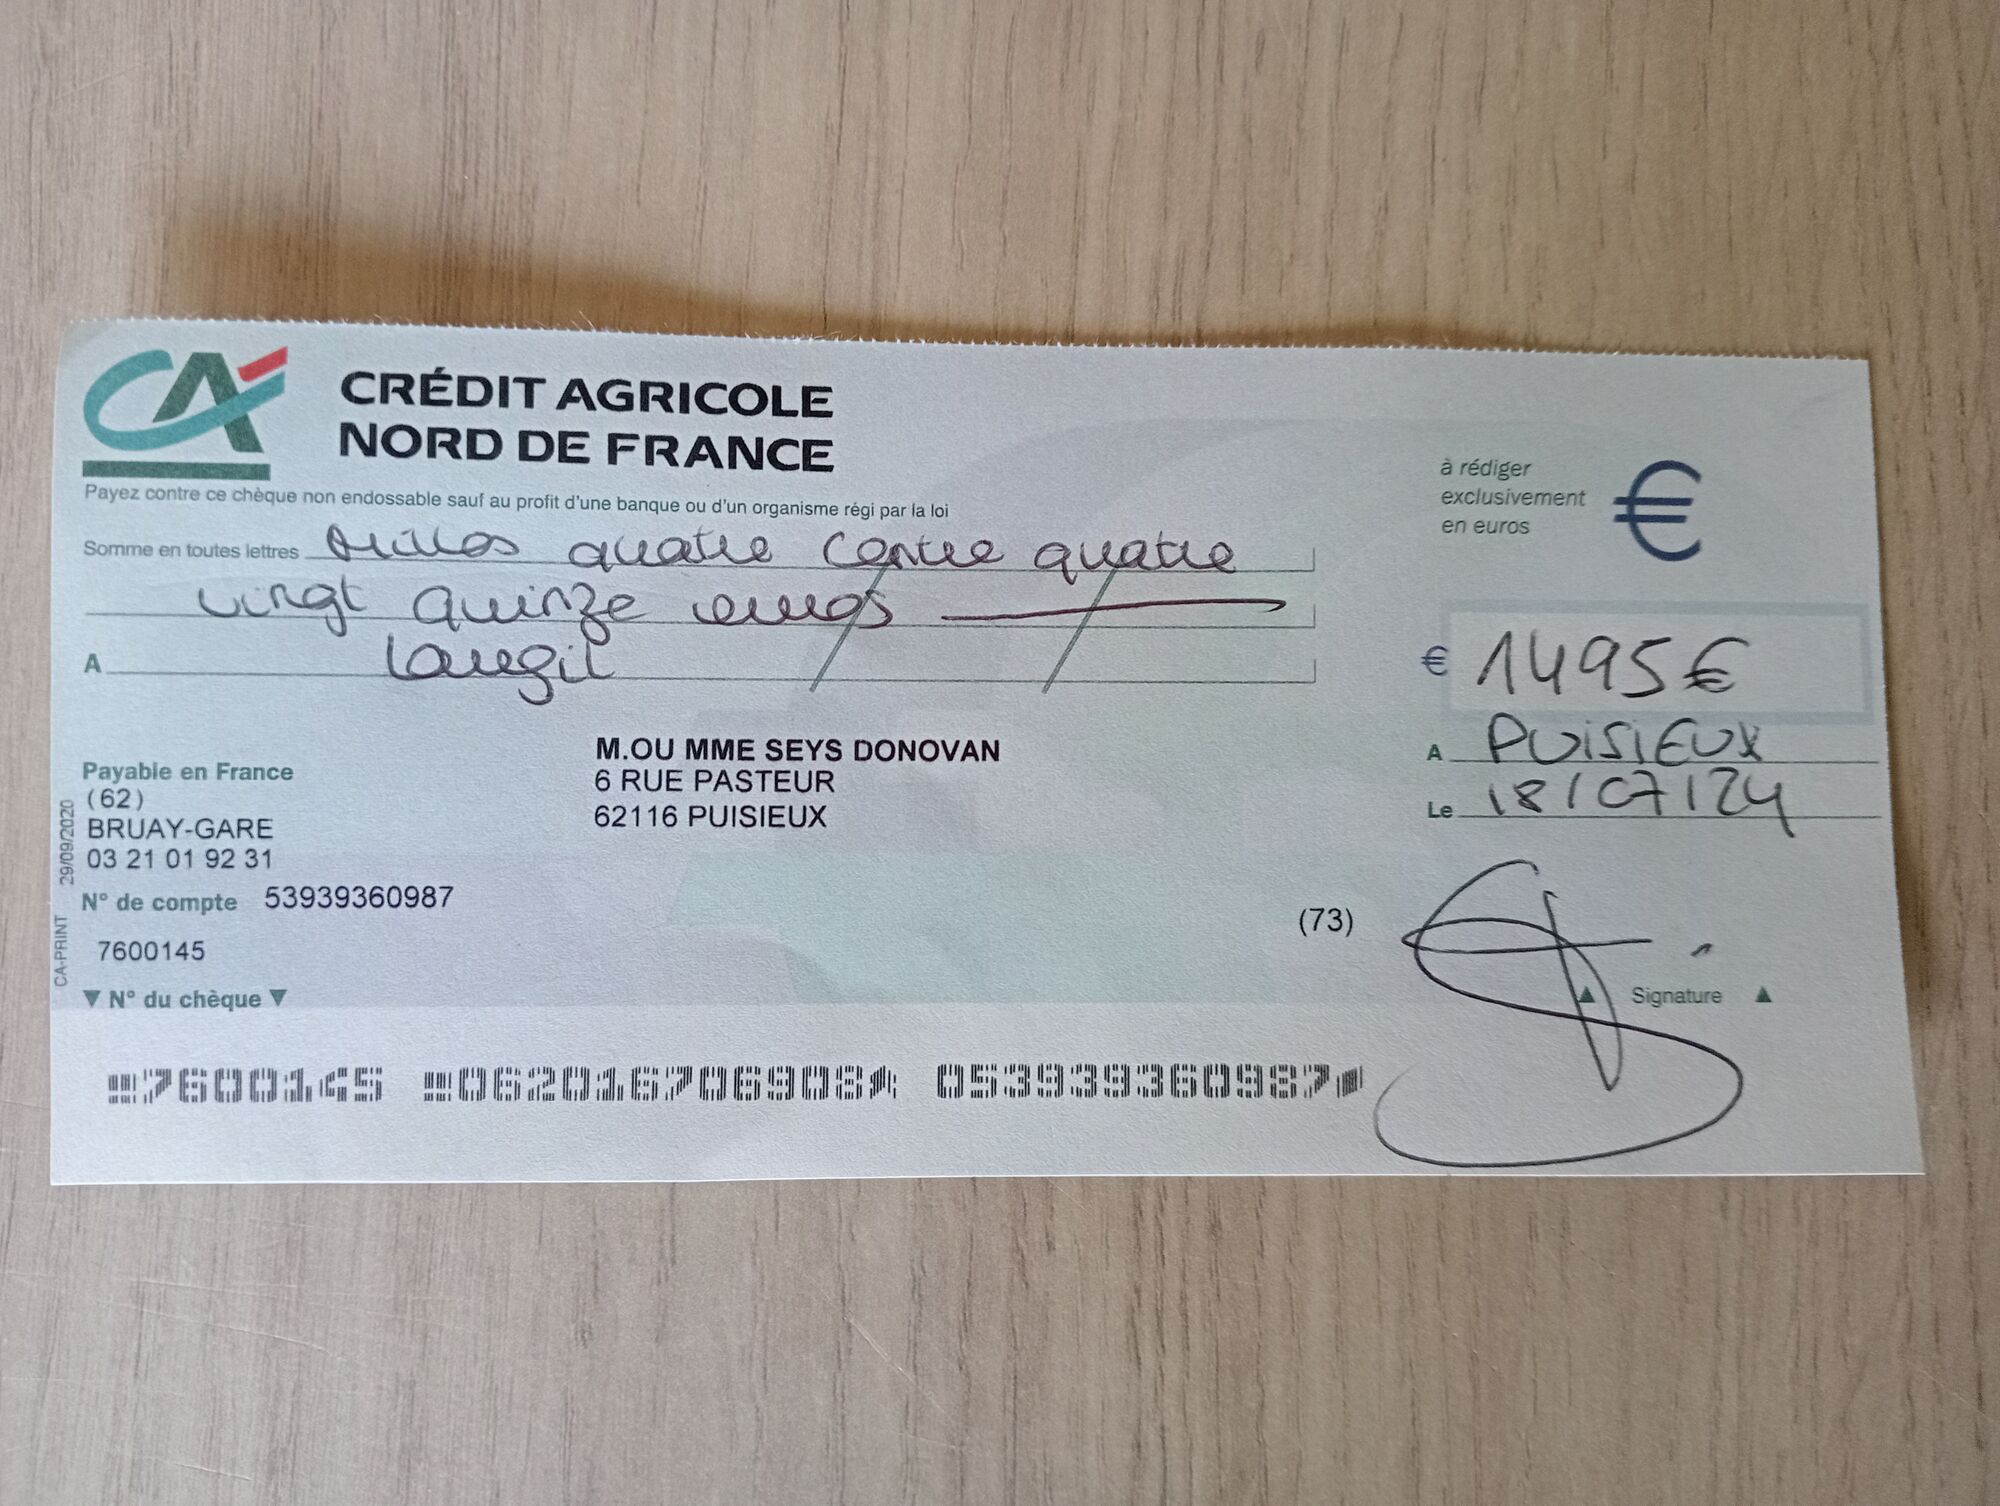 CA
CRÉDIT AGRICOLE
NORD DE FRANCE
Payez contre ce chèque non endossable sauf au profit d'une banque ou d'un organisme régi par la loi
à rédiger
exclusivement
en euros
€
Somme en toutes lettres quatre quatre
vingt quinze euros
A
€ 1495€
A PUISIEUX
Le 18/07/24
M.OU MME SEYS DONOVAN
6 RUE PASTEUR
62116 PUISIEUX
Payable en France
(62)
BRUAY-GARE
03 21 01 92 31
N° de compte 53939360987
7600145
▼ N° du chèque ▼
CA-PRINT 29/09/2020
(73)
▲ Signature ▲
7600145 062016706908 053939360987